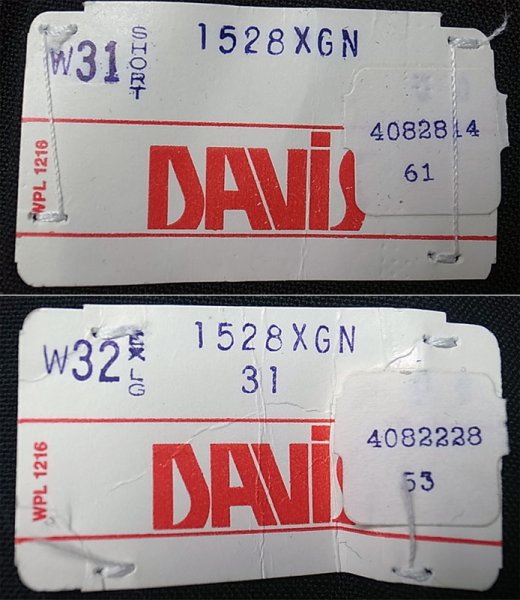 1528XGN
W31 SHORT
4082814
61
WPL 1216
DAVIS
1528XGN
W32 EX LG
31
4082228
53
WPL 1216
DAVIS